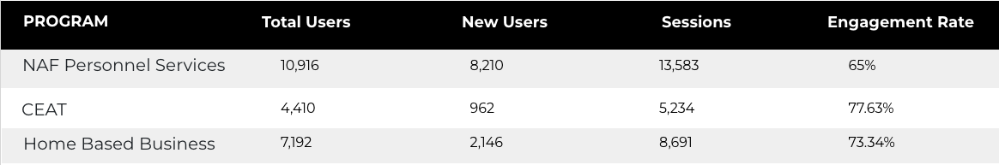 PROGRAM Total Users New Users Sessions Engagement Rate
NAF Personnel Services 10,916 8,210 13,583 65%
CEAT 4,410 962 5,234 77.63%
Home Based Business 7,192 2,146 8,691 73.34%